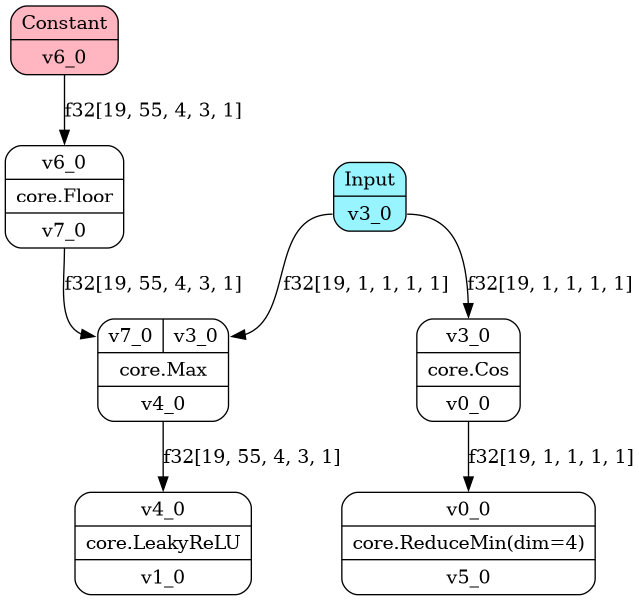 Constant
v6_0
f32[19, 55, 4, 3, 1]
v6_0
core.Floor
v7_0
Input
v3_0
f32[19, 55, 4, 3, 1]
f32[19, 1, 1, 1, 1]
f32[19, 1, 1, 1, 1]
v7_0 v3_0
core.Max
v4_0
v3_0
core.Cos
v0_0
f32[19, 55, 4, 3, 1]
f32[19, 1, 1, 1, 1]
v4_0
core.LeakyReLU
v1_0
v0_0
core.ReduceMin(dim=4)
v5_0